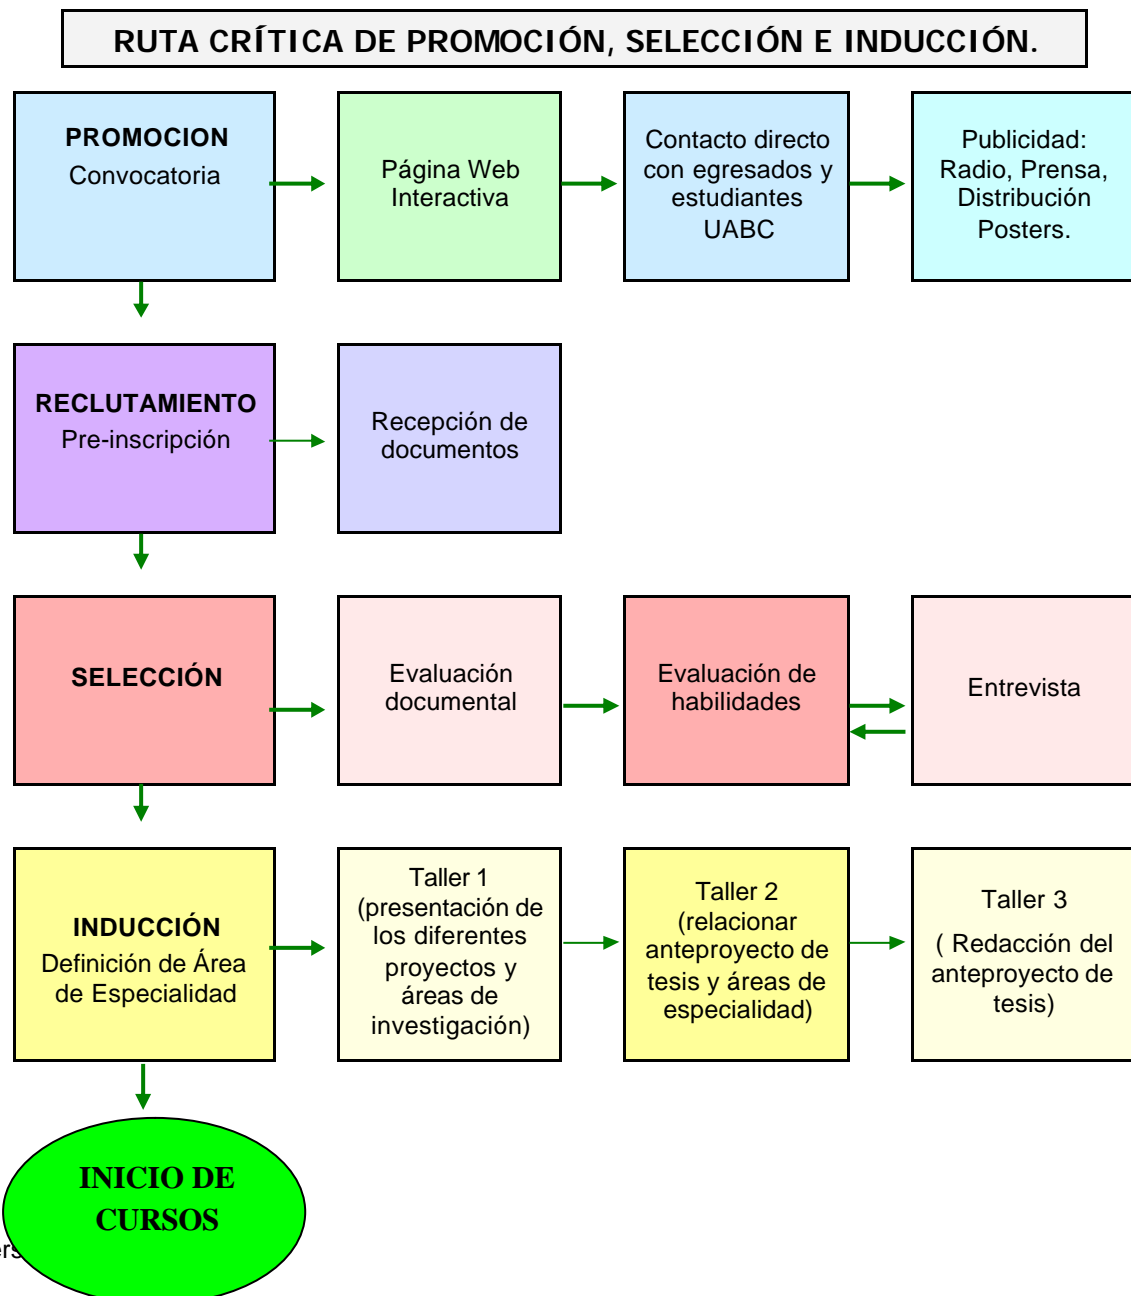 RUTA CRÍTICA DE PROMOCIÓN, SELECCIÓN E INDUCCIÓN.
PROMOCION
Convocatoria
Página Web
Interactiva
Contacto directo
con egresados y
estudiantes
UABC
Publicidad:
Radio, Prensa,
Distribución
Posters.
RECLUTAMIENTO
Pre-inscripción
Recepción de
documentos
SELECCIÓN
Evaluación
documental
Evaluación de
habilidades
Entrevista
INDUCCIÓN
Definición de Área
de Especialidad
Taller 1
(presentación de
los diferentes
proyectos y
áreas de
investigación)
Taller 2
(relacionar
anteproyecto de
tesis y áreas de
especialidad)
Taller 3
( Redacción del
anteproyecto de
tesis)
INICIO DE
CURSOS